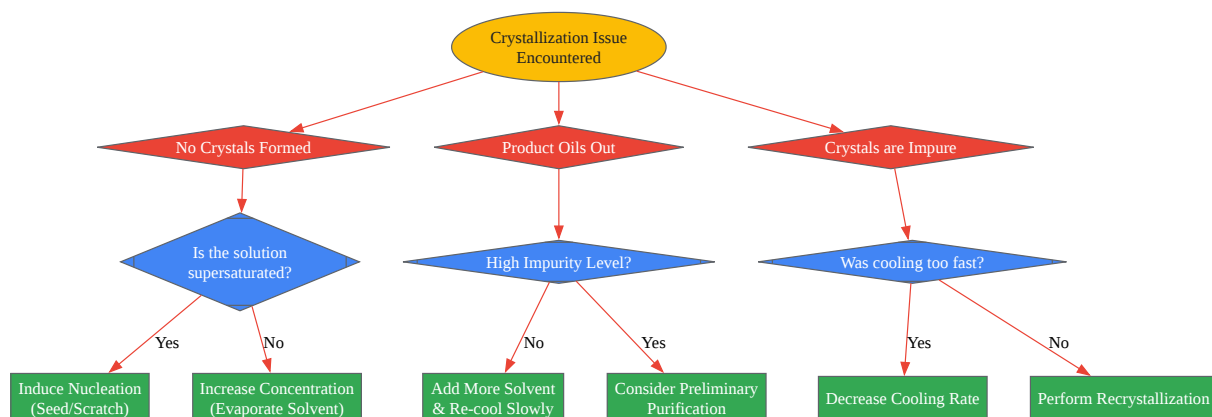 Crystallization Issue
Encountered
No Crystals Formed
Product Oils Out
Crystals are Impure
Is the solution
supersaturated?
High Impurity Level?
Was cooling too fast?
Yes
No
No
Yes
Yes
No
Induce Nucleation
(Seed/Scratch)
Increase Concentration
(Evaporate Solvent)
Add More Solvent
& Re-cool Slowly
Consider Preliminary
Purification
Decrease Cooling Rate
Perform Recrystallization